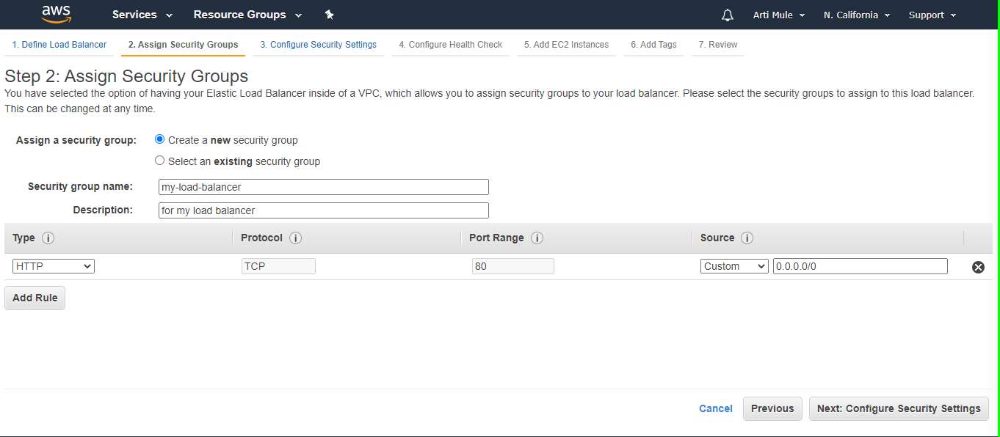 aws Services Resource Groups Arti Mule N. California Support
1. Define Load Balancer 2. Assign Security Groups 3. Configure Security Settings 4. Configure Health Check 5. Add EC2 Instances 6. Add Tags 7. Review
Step 2: Assign Security Groups
You have selected the option of having your Elastic Load Balancer inside of a VPC, which allows you to assign security groups to your load balancer. Please select the security groups to assign to this load balancer.
This can be changed at any time.
Assign a security group: Create a new security group
Select an existing security group
Security group name: my-load-balancer
Description: for my load balancer
Type i Protocol i Port Range i Source i
HTTP TCP 80 Custom 0.0.0.0/0
Add Rule
Cancel Previous Next: Configure Security Settings